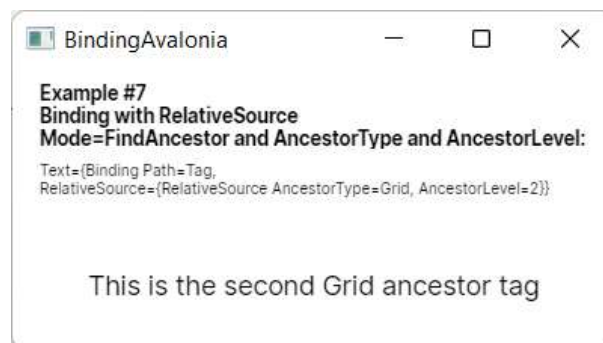 BindingAvalonia
Example #7
Binding with RelativeSource
Mode=FindAncestor and AncestorType and AncestorLevel:
Text={Binding Path=Tag,
RelativeSource={RelativeSource AncestorType=Grid, AncestorLevel=2}}
This is the second Grid ancestor tag